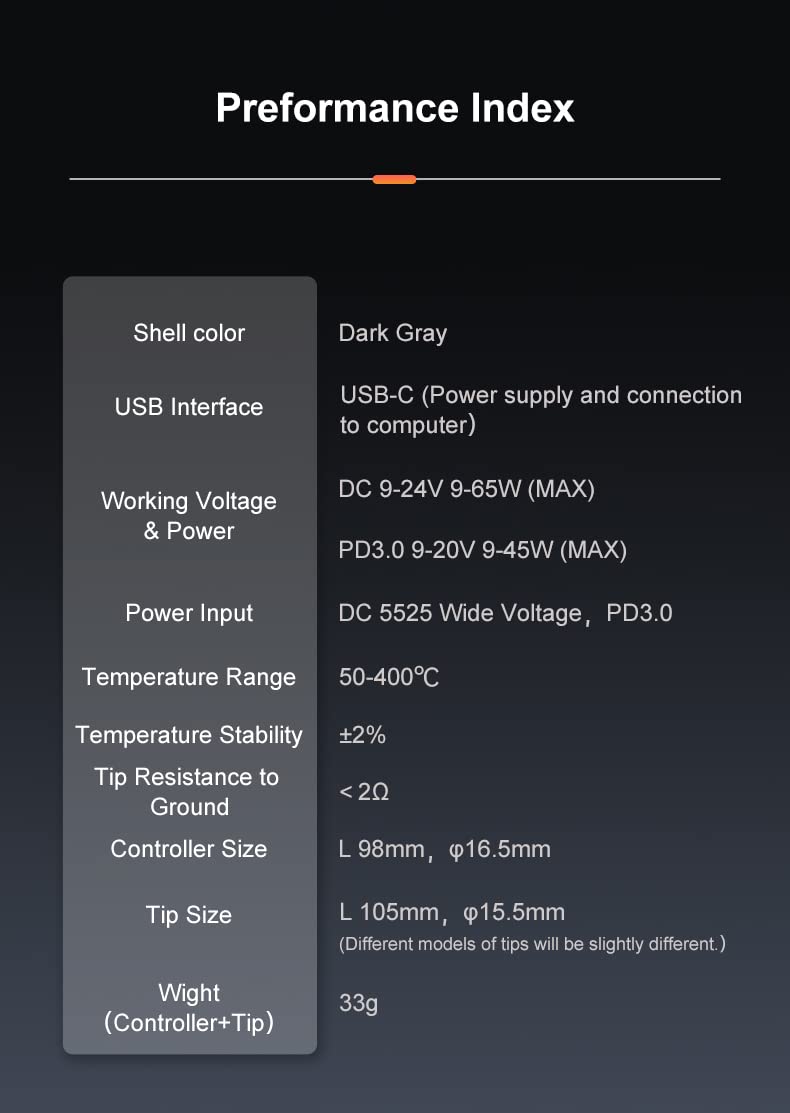 Preformance Index
Shell color
Dark Gray
USB Interface
USB-C (Power supply and connection
to computer）
Working Voltage
& Power
DC 9-24V 9-65W (MAX)
PD3.0 9-20V 9-45W (MAX)
Power Input
DC 5525 Wide Voltage，PD3.0
Temperature Range
50-400℃
Temperature Stability
±2%
Tip Resistance to
Ground
< 2Ω
Controller Size
L 98mm，φ16.5mm
Tip Size
L 105mm，φ15.5mm
(Different models of tips will be slightly different.）
Wight
（Controller+Tip）
33g